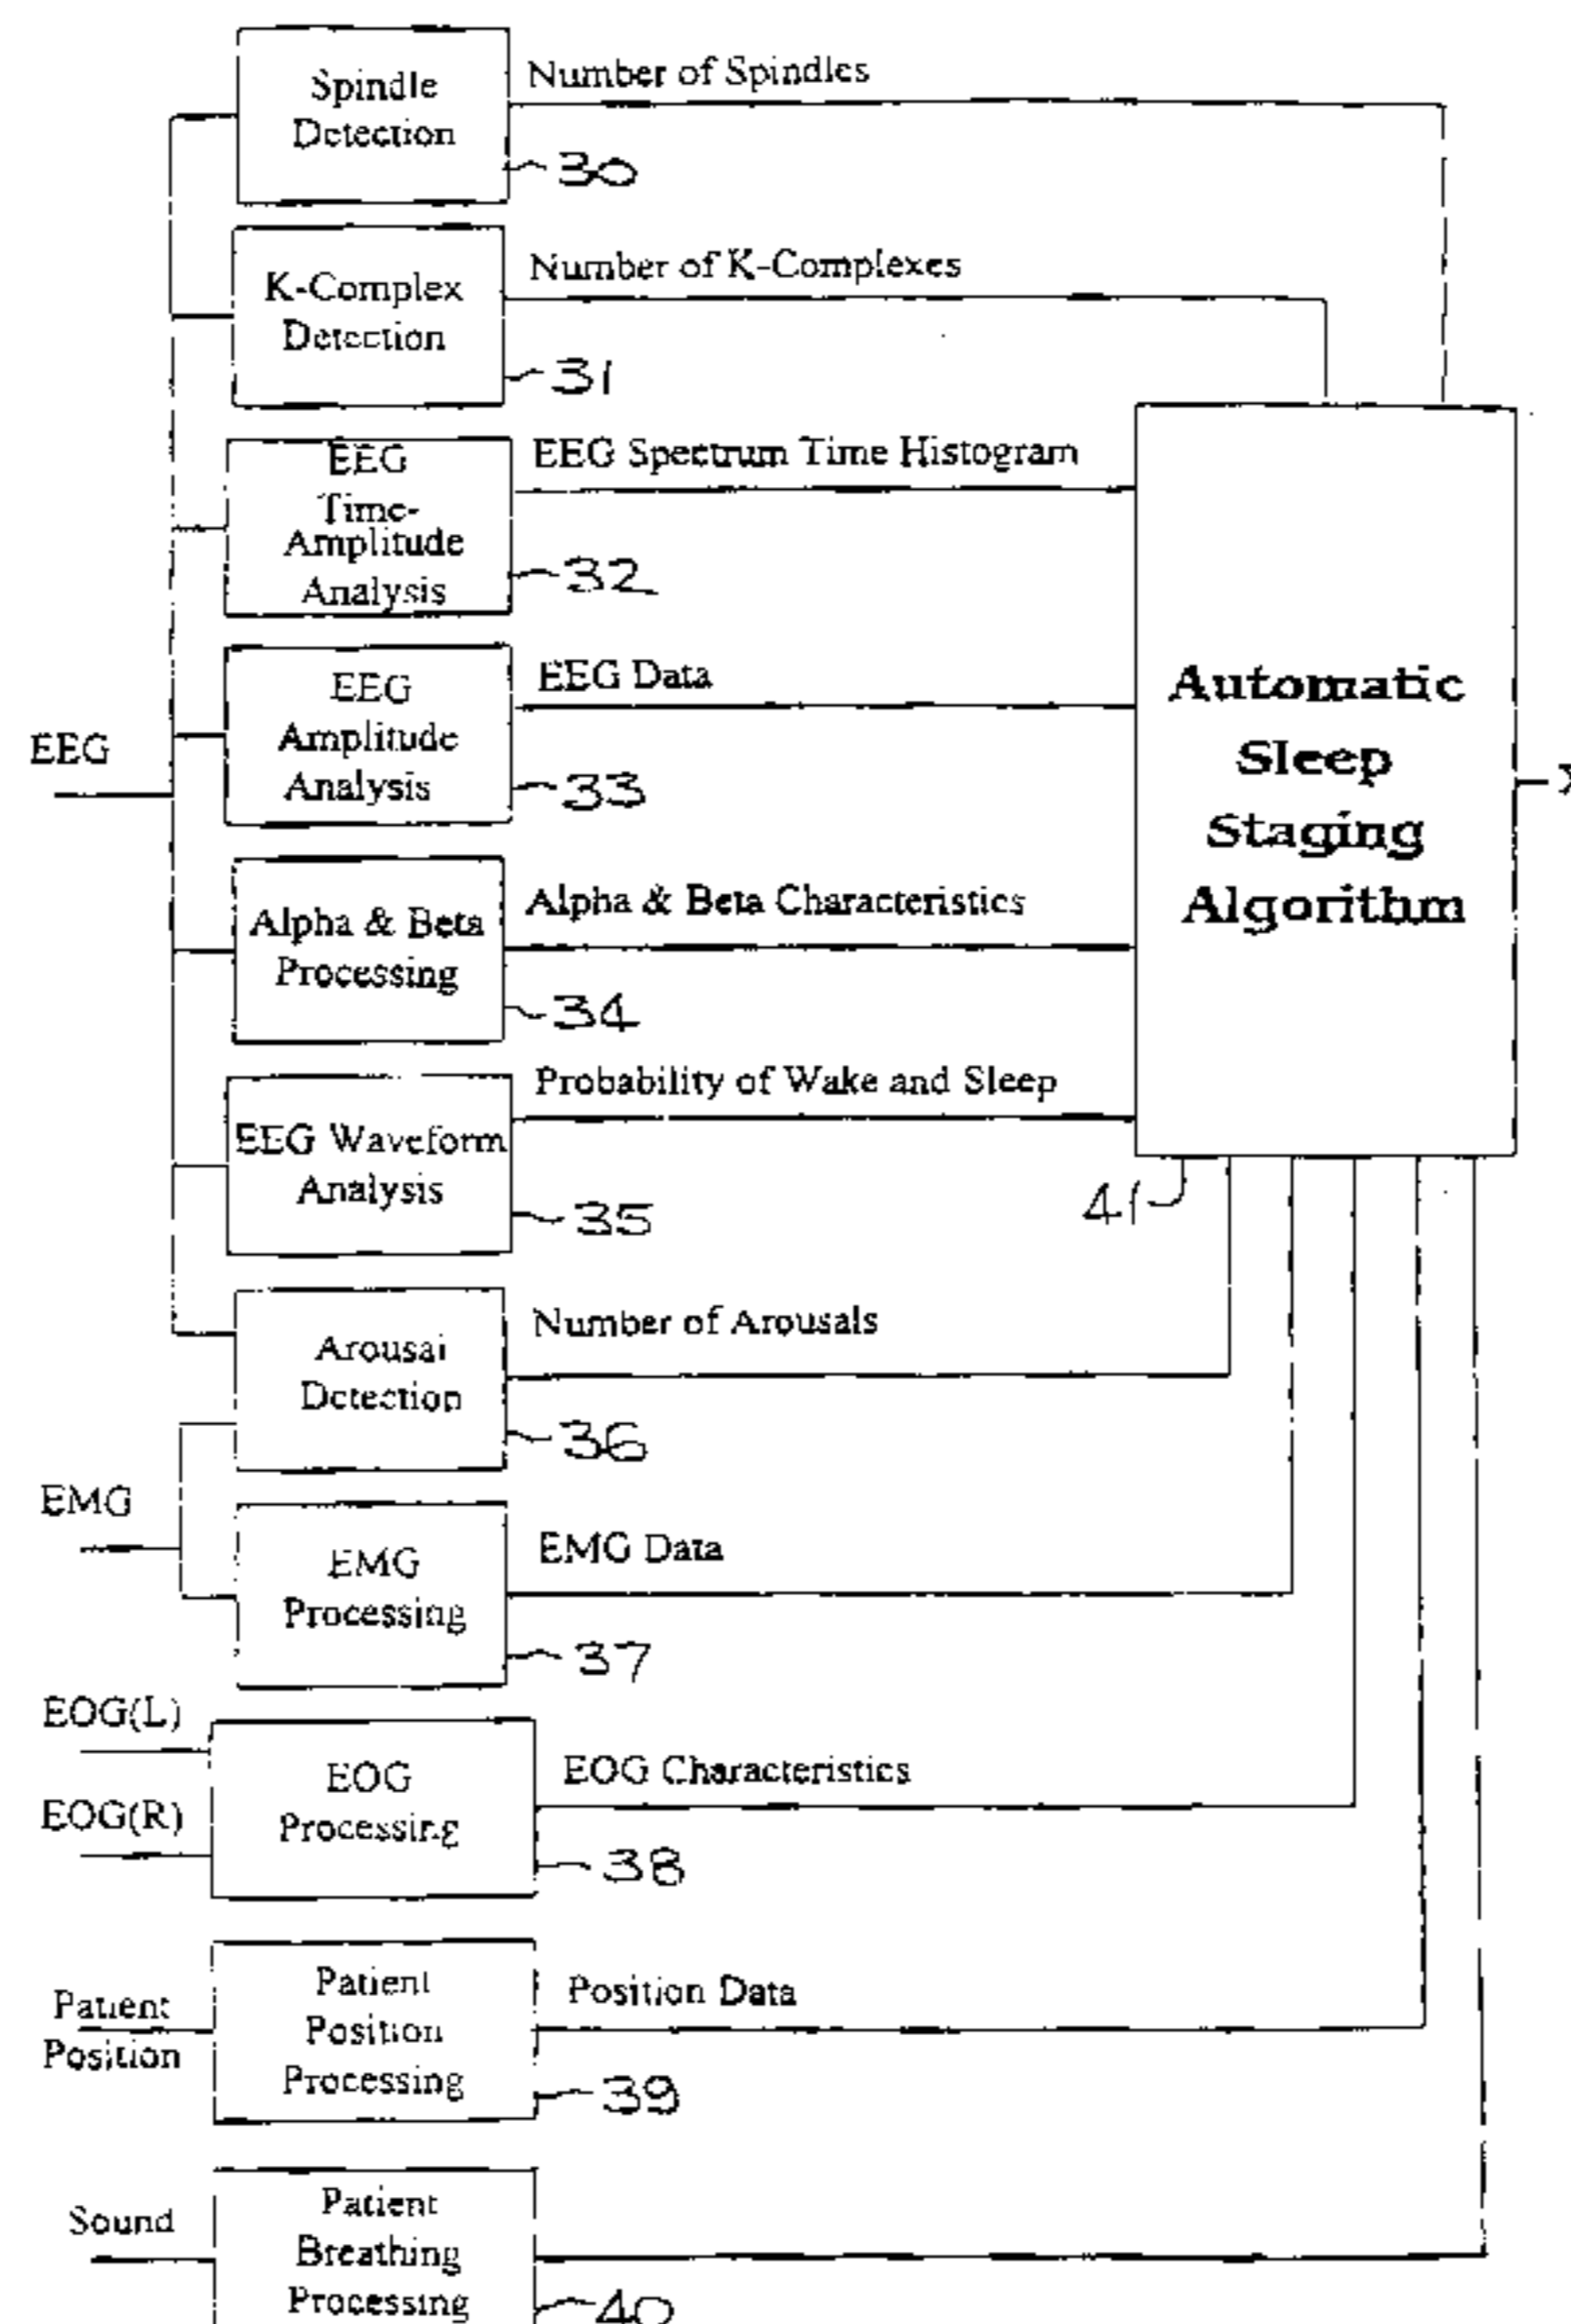 Spindle
Detection
Number of Spindles
30
K-Complex
Detection
Number of K-Complexes
31
EEG
Time-
Amplitude
Analysis
EEG Spectrum Time Histogram
32
EEG
EEG
Amplitude
Analysis
EEG Data
33
Automatic
Sleep
Staging
Algorithm
Alpha & Beta
Processing
Alpha & Beta Characteristics
34
EEG Waveform
Analysis
Probability of Wake and Sleep
35
41
Arousal
Detection
Number of Arousals
36
EMG
EMG
Processing
EMG Data
37
EOG(L)
EOG(R)
EOG
Processing
EOG Characteristics
38
Patient
Position
Patient
Position
Processing
Position Data
39
Sound
Patient
Breathing
Processing
40